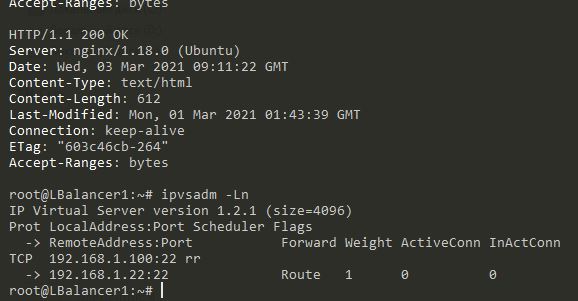 Accept-Ranges: bytes
HTTP/1.1 200 OK
Server: nginx/1.18.0 (Ubuntu)
Date: Wed, 03 Mar 2021 09:11:22 GMT
Content-Type: text/html
Content-Length: 612
Last-Modified: Mon, 01 Mar 2021 01:43:39 GMT
Connection: keep-alive
ETag: "603c46cb-264"
Accept-Ranges: bytes
root@LBalancer1:~# ipvsadm -Ln
IP Virtual Server version 1.2.1 (size=4096)
Prot LocalAddress:Port Scheduler Flags
  -> RemoteAddress:Port           Forward Weight ActiveConn InActConn
TCP  192.168.1.100:22 rr
  -> 192.168.1.22:22              Route   1      0          0
root@LBalancer1:~#